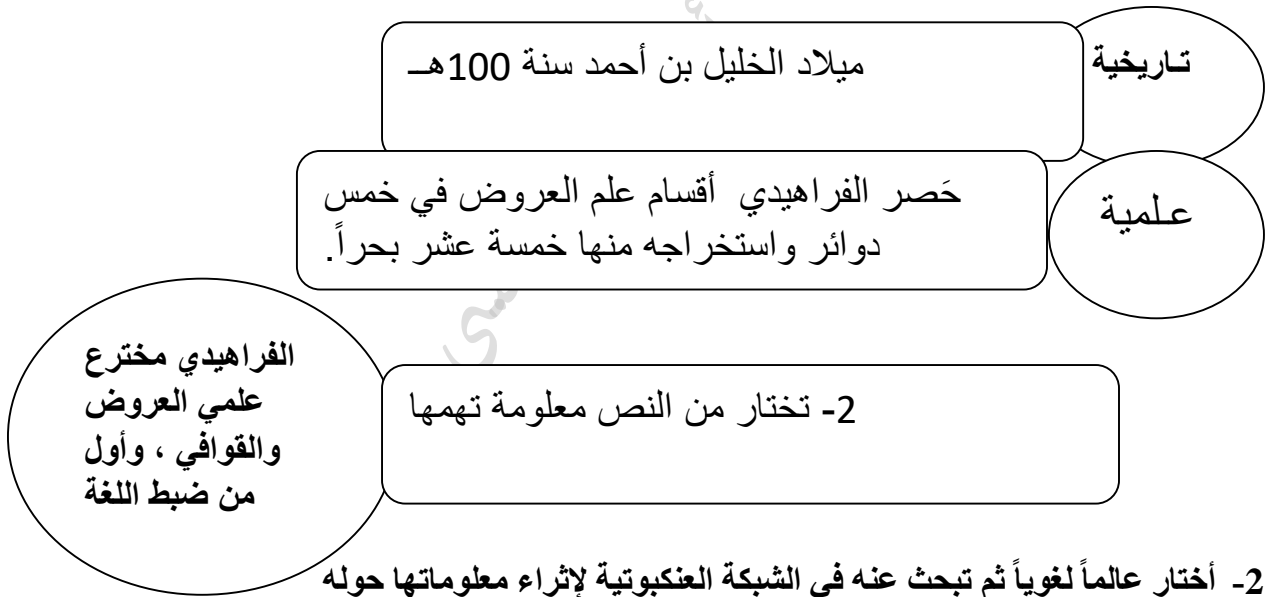 تاريخية
ميلاد الخليل بن أحمد سنة 100هـ
علمية
حَصر الفراهيدي أقسام علم العروض في خمس
دوائر واستخراجه منها خمسة عشر بحراً.
2- تختار من النص معلومة تهمها
الفراهيدي مخترع
علمي العروض
والقوافي ، وأول
من ضبط اللغة
2- أختار عالماً لغوياً ثم تبحث عنه في الشبكة العنكبوتية لإثراء معلوماتها حوله